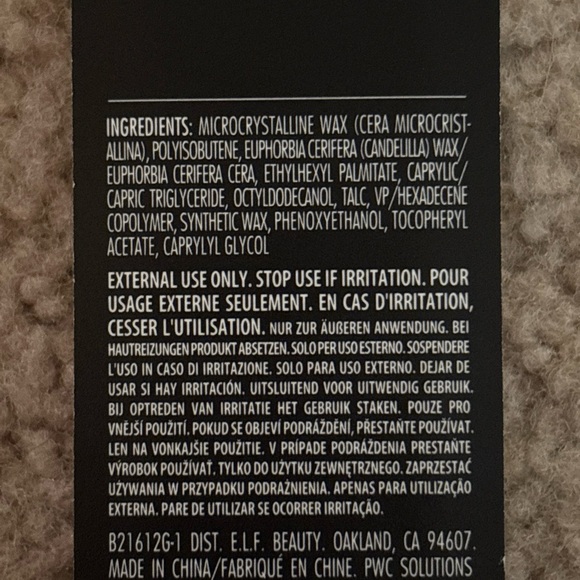 INGREDIENTS: MICROCRYSTALLINE WAX (CERA MICROCRIST-
ALLINA), POLYISOBUTENE, EUPHORBIA CERIFERA (CANDELILLA) WAX/
EUPHORBIA CERIFERA CERA, ETHYLHEXYL PALMITATE, CAPRYLIC/
CAPRIC TRIGLYCERIDE, OCTYLDODECANOL, TALC, VP/HEXADECENE
COPOLYMER, SYNTHETIC WAX, PHENOXYETHANOL, TOCOPHERYL
ACETATE, CAPRYLYL GLYCOL
EXTERNAL USE ONLY. STOP USE IF IRRITATION. POUR
USAGE EXTERNE SEULEMENT. EN CAS D'IRRITATION,
CESSER L'UTILISATION. NUR ZUR ÄUßEREN ANWENDUNG. BEI
HAUTREIZUNGEN PRODUKT ABSETZEN. SOLO PER USO ESTERNO. SOSPENDERE
L'USO IN CASO DI IRRITAZIONE. SOLO PARA USO EXTERNO. DEJAR DE
USAR SI HAY IRRITACIÓN. UITSLUITEND VOOR UITWENDIG GEBRUIK.
BIJ OPTREDEN VAN IRRITATIE HET GEBRUIK STAKEN. POUZE PRO
VNĚJŠÍ POUŽITÍ. POKUD SE OBJEVÍ PODRÁŽDĚNÍ, PŘESTAŇTE POUŽÍVAT.
LEN NA VONKAJŠIE POUŽITIE. V PRÍPADE PODRÁŽDENIA PRESTAŇTE
VÝROBOK POUŽÍVAŤ. TYLKO DO UŻYTKU ZEWNĘTRZNEGO. ZAPRZESTAĆ
UŻYWANIA W PRZYPADKU PODRAŻNIENIA. APENAS PARA UTILIZAÇÃO
EXTERNA. PARE DE UTILIZAR SE OCORRER IRRITAÇÃO.
B21612G-1 DIST. E.L.F. BEAUTY. OAKLAND, CA 94607.
MADE IN CHINA/FABRIQUÉ EN CHINE. PWC SOLUTIONS